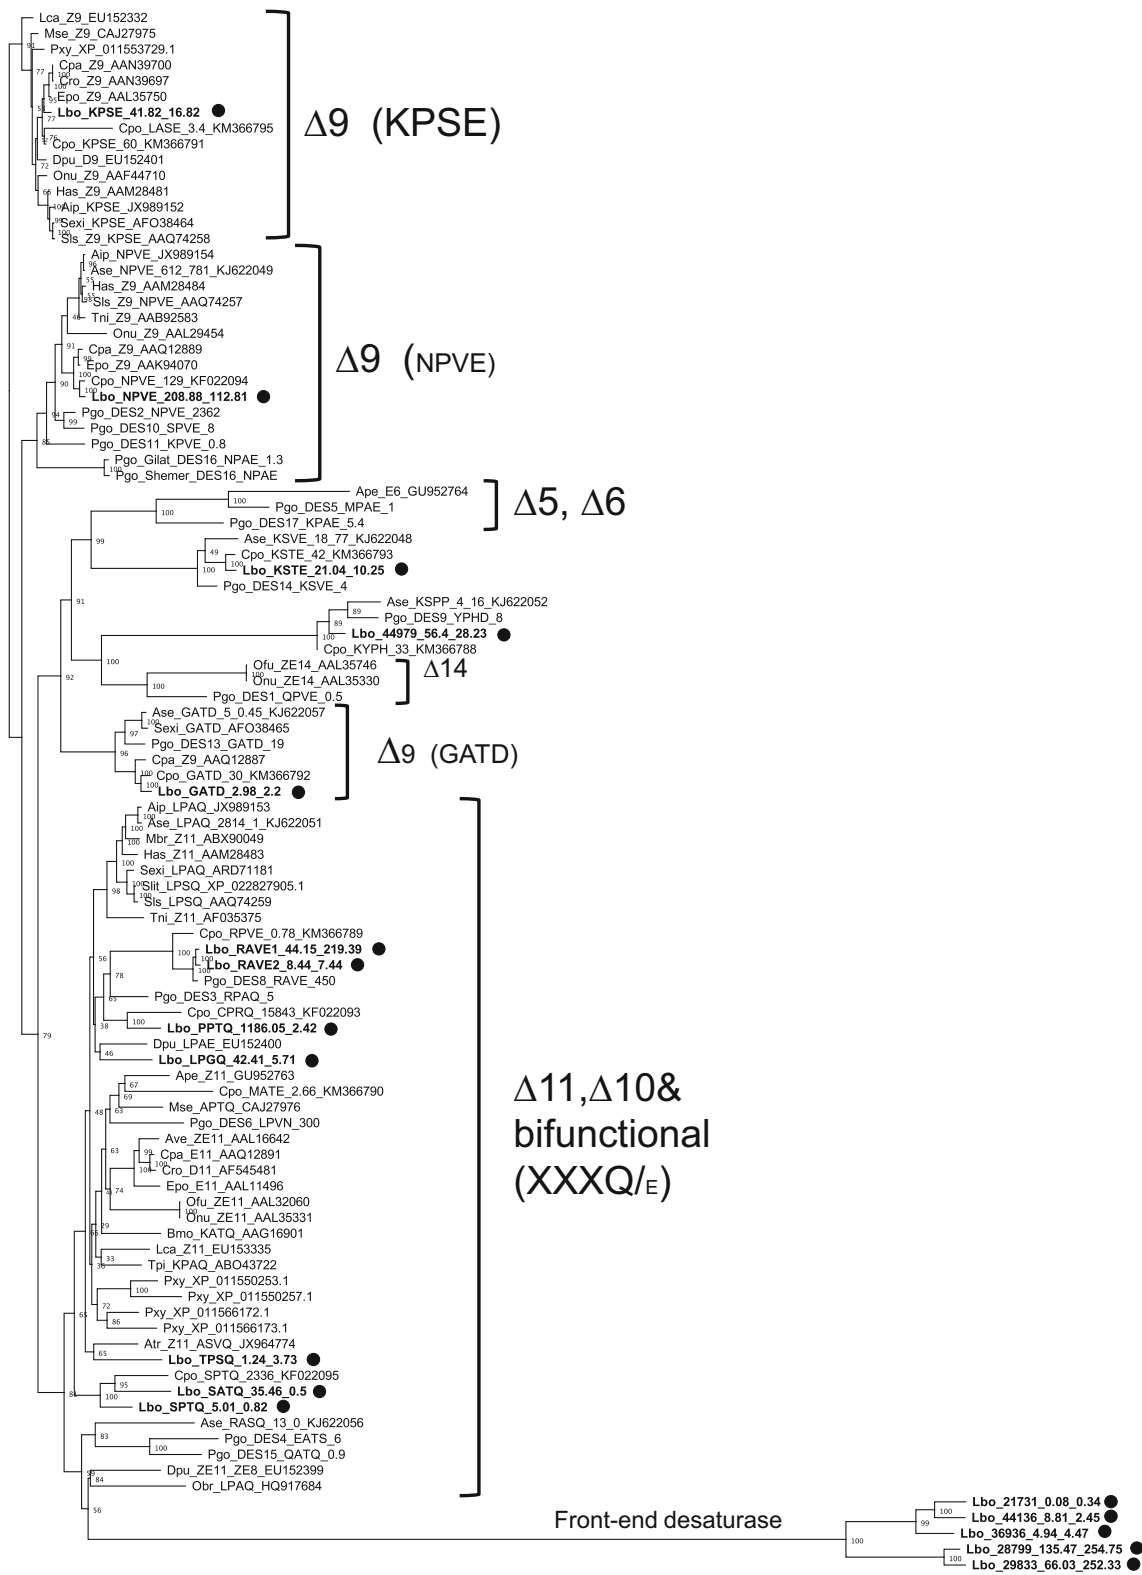 Lca_Z9_EU152332
Mse_Z9_CAJ27975
Pxy_XP_011553729.1
Cpa_Z9_AAN39700
Cro_Z9_AAN39697
Epo_Z9_AAL35750
Lbo_KPSE_41.82_16.82
Cpo_LASE_3.4_KM366795
Cpo_KPSE_60_KM366791
Dpu_D9_EU152401
Onu_Z9_AAF44710
Has_Z9_AAM28481
Aip_KPSE_JX989152
Sexi_KPSE_AFO38464
Sls_Z9_KPSE_AAQ74258
Δ9 (KPSE)
Aip_NPVE_JX989154
Ase_NPVE_612_781_KJ622049
Has_Z9_AAM28484
Sls_Z9_NPVE_AAQ74257
Tni_Z9_AAB92583
Onu_Z9_AAL29454
Cpa_Z9_AAQ12889
Epo_Z9_AAK94070
Cpo_NPVE_129_KF022094
Lbo_NPVE_208.88_112.81
Pgo_DES2_NPVE_2362
Pgo_DES10_SPVE_8
Pgo_DES11_KPVE_0.8
Pgo_Gilat_DES16_NPAE_1.3
Pgo_Shemer_DES16_NPAE
Δ9 (NPVE)
Ape_E6_GU952764
Pgo_DES5_MPAE_1
Pgo_DES17_KPAE_5.4
Δ5, Δ6
Ase_KSVE_18_77_KJ622048
Cpo_KSTE_42_KM366793
Lbo_KSTE_21.04_10.25
Pgo_DES14_KSVE_4
Ase_KSPP_4_16_KJ622052
Pgo_DES9_YPHD_8
Lbo_44979_56.4_28.23
Cpo_KYPH_33_KM366788
Ofu_ZE14_AAL35746
Onu_ZE14_AAL35330
Pgo_DES1_QPVE_0.5
Δ14
Ase_GATD_5_0.45_KJ622057
Sexi_GATD_AFO38465
Pgo_DES13_GATD_19
Cpa_Z9_AAQ12887
Cpo_GATD_30_KM366792
Lbo_GATD_2.98_2.2
Δ9 (GATD)
Aip_LPAQ_JX989153
Ase_LPAQ_2814_1_KJ622051
Mbr_Z11_ABX90049
Has_Z11_AAM28483
Sexi_LPAQ_ARD71181
Slit_LPSQ_XP_022827905.1
Sls_LPSQ_AAQ74259
Tni_Z11_AF035375
Cpo_RPVE_0.78_KM366789
Lbo_RAVE1_44.15_219.39
Lbo_RAVE2_8.44_7.44
Pgo_DES8_RAVE_450
Pgo_DES3_RPAQ_5
Cpo_CPRQ_15843_KF022093
Lbo_PPTQ_1186.05_2.42
Dpu_LPAE_EU152400
Lbo_LPGQ_42.41_5.71
Ape_Z11_GU952763
Cpo_MATE_2.66_KM366790
Mse_APTQ_CAJ27976
Pgo_DES6_LPVN_300
Ave_ZE11_AAL16642
Cpa_E11_AAQ12891
Cro_D11_AF545481
Epo_E11_AAL11496
Ofu_ZE11_AAL32060
Onu_ZE11_AAL35331
Bmo_KATQ_AAG16901
Lca_Z11_EU153335
Tpi_KPAQ_ABO43722
Pxy_XP_011550253.1
Pxy_XP_011550257.1
Pxy_XP_011566172.1
Pxy_XP_011566173.1
Atr_Z11_ASVQ_JX964774
Lbo_TPSQ_1.24_3.73
Cpo_SPTQ_2336_KF022095
Lbo_SATQ_35.46_0.5
Lbo_SPTQ_5.01_0.82
Ase_RASQ_13_0_KJ622056
Pgo_DES4_EATS_6
Pgo_DES15_QATQ_0.9
Dpu_ZE11_ZE8_EU152399
Obr_LPAQ_HQ917684
Δ11,Δ10&
bifunctional
(XXXQ/E)
Front-end desaturase
Lbo_21731_0.08_0.34
Lbo_44136_8.81_2.45
Lbo_36936_4.94_4.47
Lbo_28799_135.47_254.75
Lbo_29833_66.03_252.33